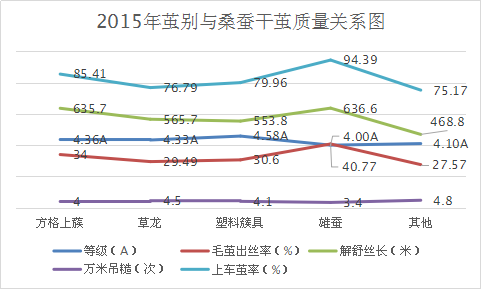 2015年茧别与桑蚕干茧质量关系图
85.41 76.79 79.96 94.39 75.17
635.7 565.7 553.8 636.6 468.8
4.36A 4.33A 4.58A 4.00A 4.10A
34 29.49 30.6 40.77 27.57
4 4.5 4.1 3.4 4.8
方格上蔟 草龙 塑料簇具 雄蚕 其他
等级（A） 毛茧出丝率（%） 解舒丝长（米）
万米吊糙（次） 上车茧率（%）